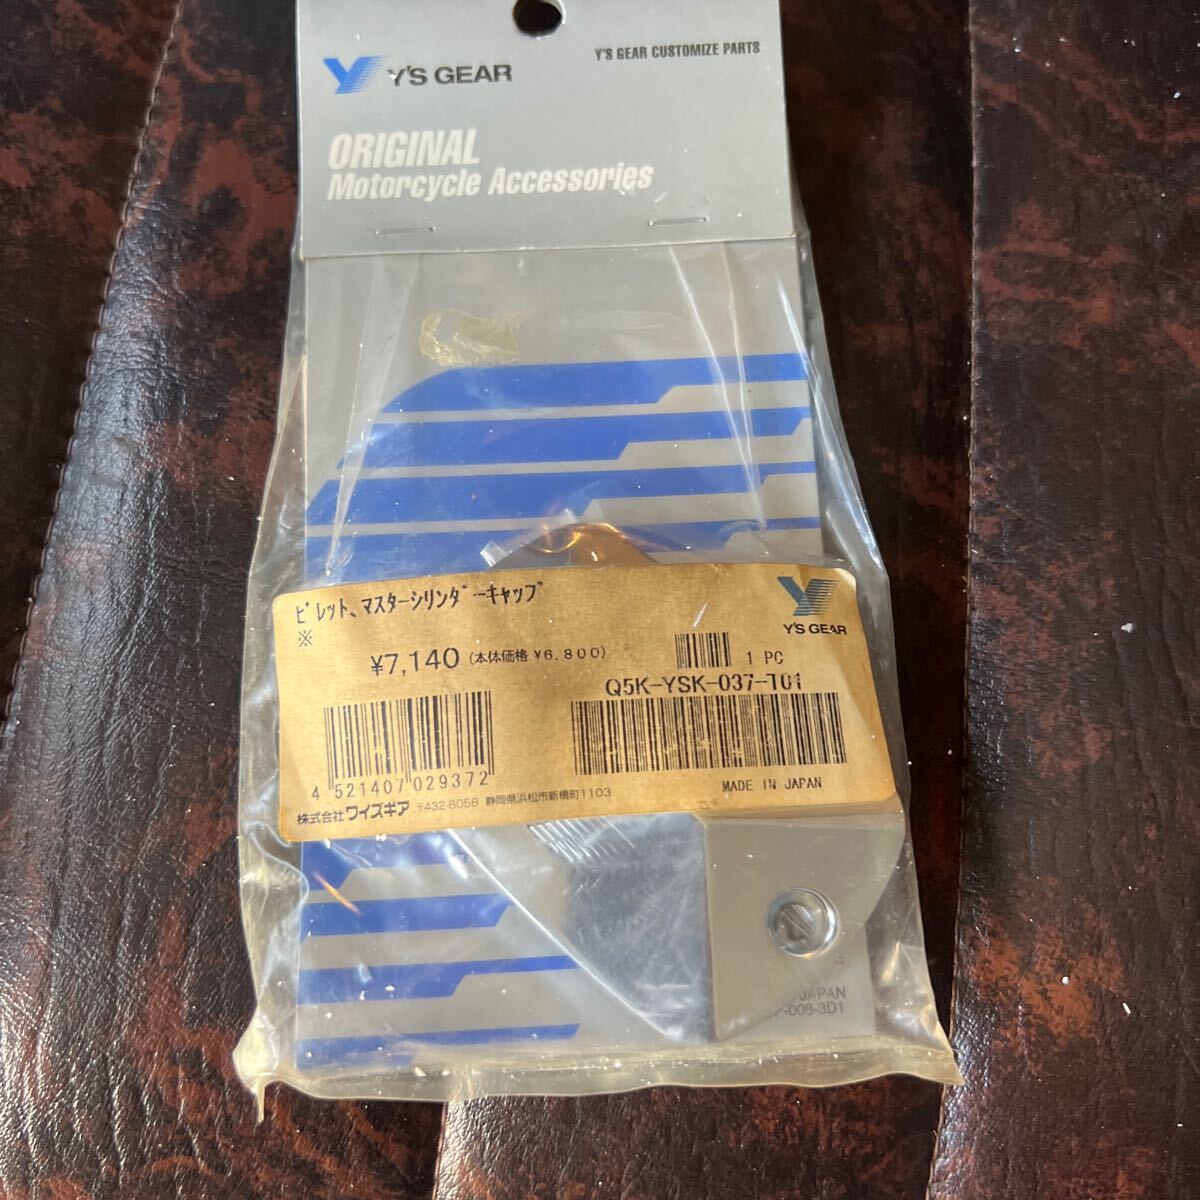 Y'S GEAR
Y'S GEAR CUSTOMIZE PARTS
ORIGINAL
Motorcycle Accessories
ビレット、マスターシリンダーキャップ
※
Y'S GEAR
¥7,140 (本体価格 ¥6,800)
1 PC
Q5K-YSK-037-T01
4 521407 029372
MADE IN JAPAN
株式会社ワイズギア 〒432-8058 静岡県浜松市新橋町1103
JAPAN
-008-3D1